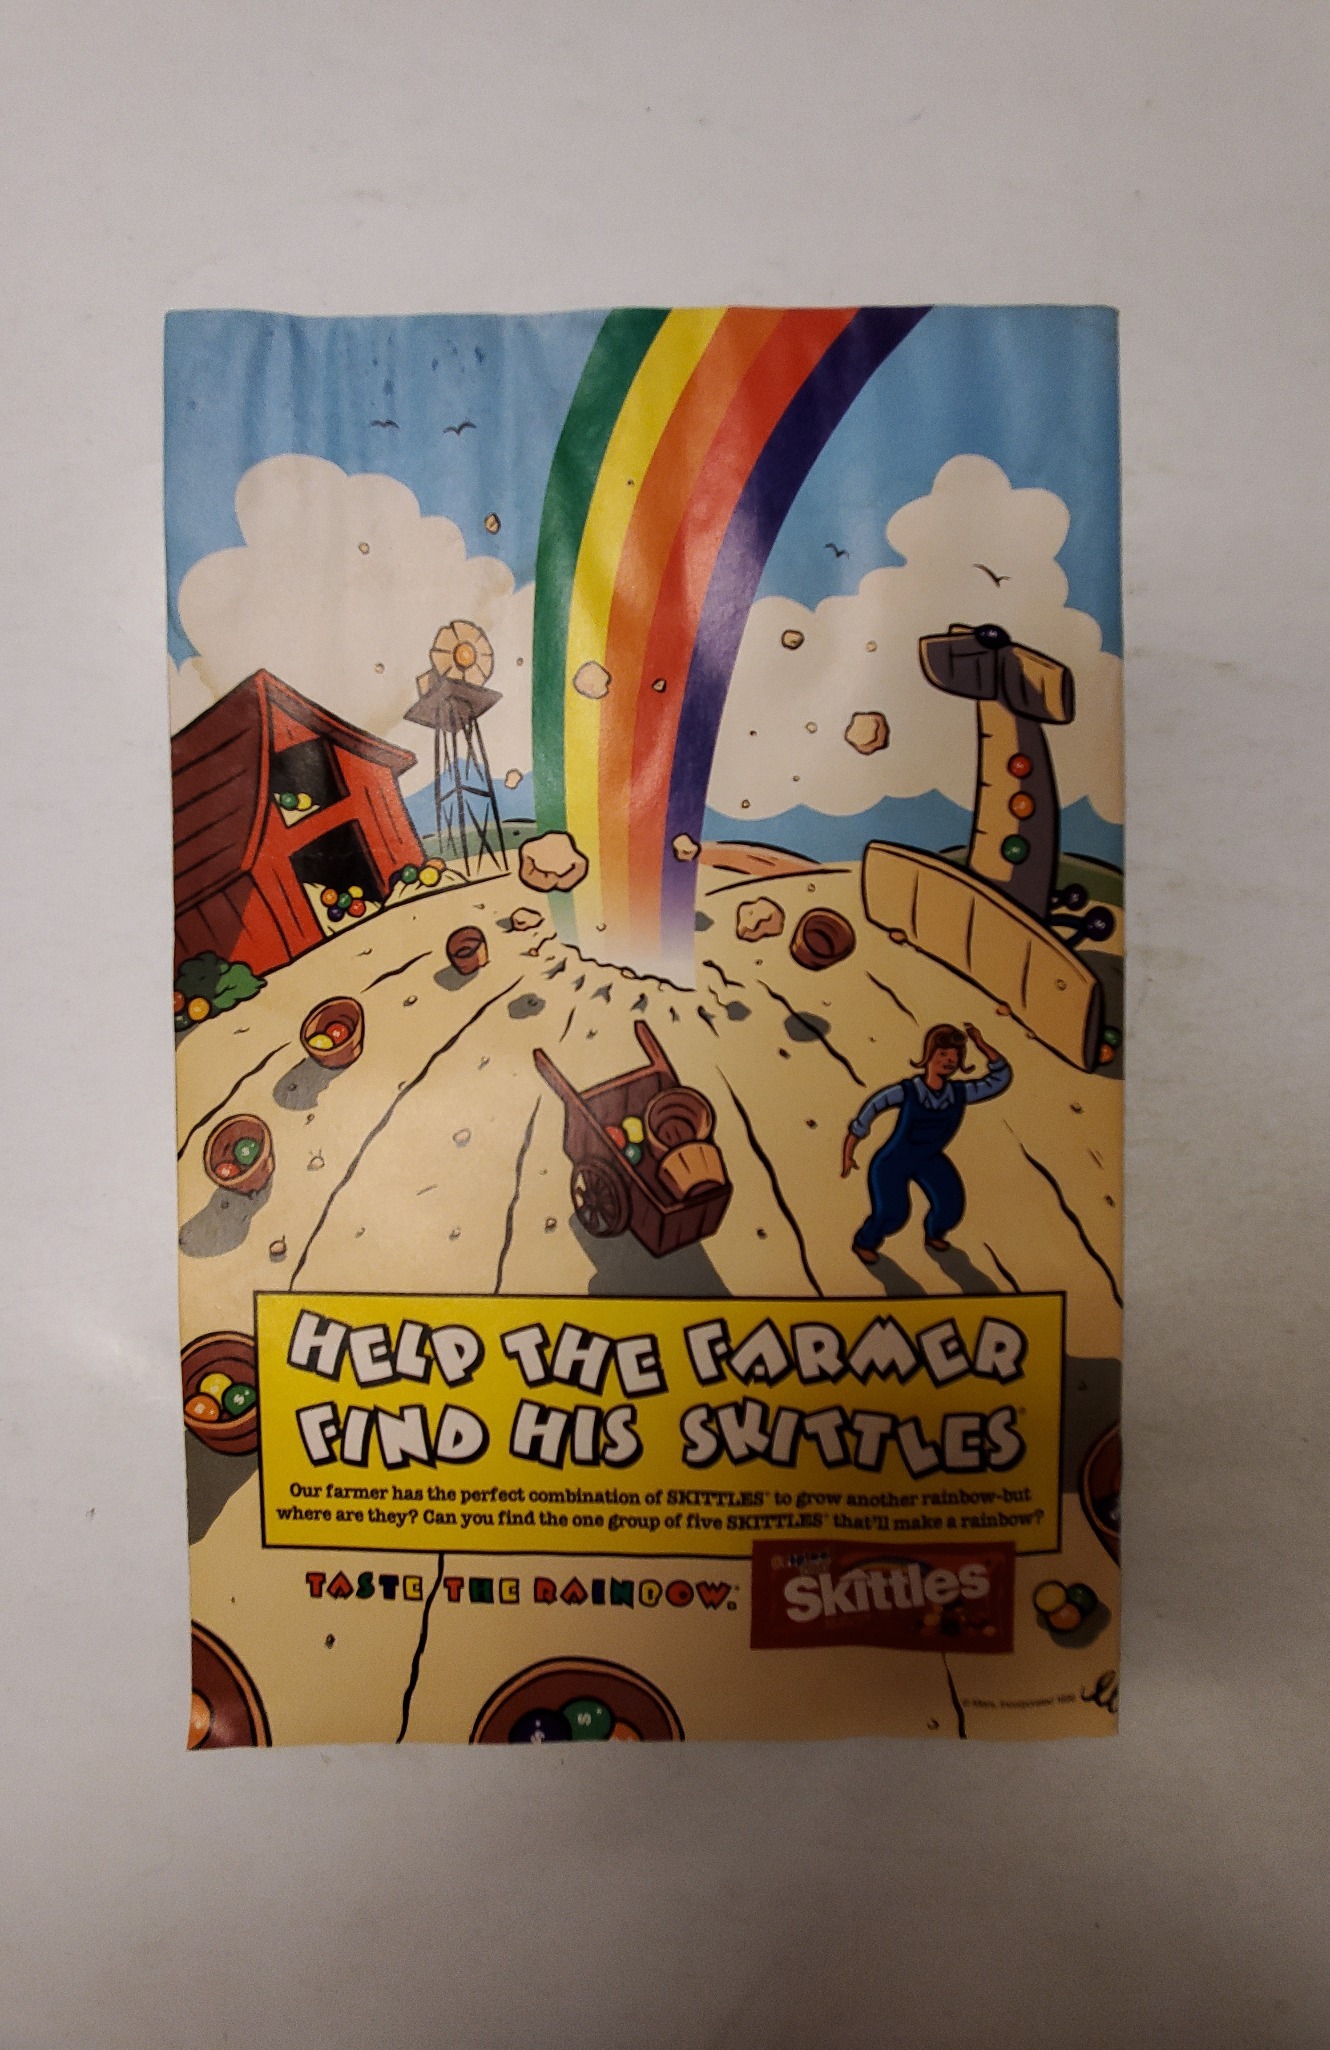 HELP THE FARMER
FIND HIS SKITTLES®
Our farmer has the perfect combination of SKITTLES® to grow another rainbow-but
where are they? Can you find the one group of five SKITTLES® that'll make a rainbow?
TASTE THE RAINBOW.
Skittles
© Mars, Incorporated